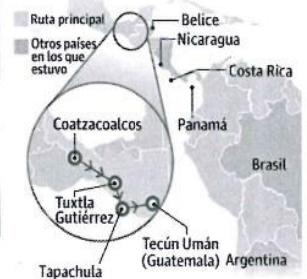 Ruta principal
Otros países
en los que
estuvo
Belice
Nicaragua
Costa Rica
Panamá
Coatzacoalcos
Tuxtla
Gutiérrez
Tapachula
Tecún Umán
(Guatemala)
Brasil
Argentina